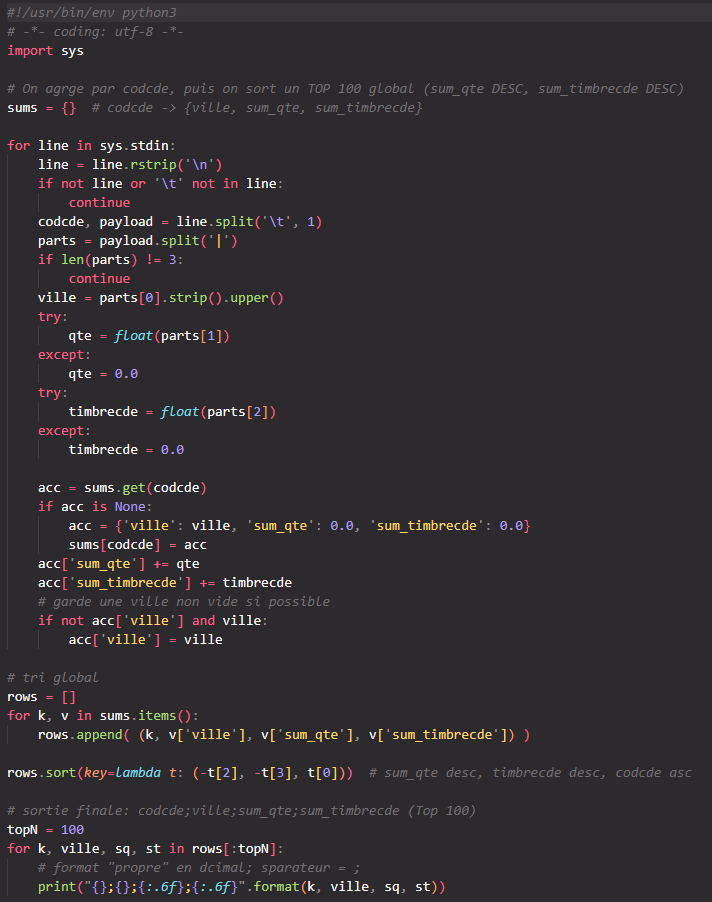 #!/usr/bin/env python3
# -*- coding: utf-8 -*-
import sys

# On agrge par codcde, puis on sort un TOP 100 global (sum_qte DESC, sum_timbrecde DESC)
sums = {}  # codcde -> {ville, sum_qte, sum_timbrecde}

for line in sys.stdin:
    line = line.rstrip('\n')
    if not line or '\t' not in line:
        continue
    codcde, payload = line.split('\t', 1)
    parts = payload.split('|')
    if len(parts) != 3:
        continue
    ville = parts[0].strip().upper()
    try:
        qte = float(parts[1])
    except:
        qte = 0.0
    try:
        timbrecde = float(parts[2])
    except:
        timbrecde = 0.0

    acc = sums.get(codcde)
    if acc is None:
        acc = {'ville': ville, 'sum_qte': 0.0, 'sum_timbrecde': 0.0}
        sums[codcde] = acc
    acc['sum_qte'] += qte
    acc['sum_timbrecde'] += timbrecde
    # garde une ville non vide si possible
    if not acc['ville'] and ville:
        acc['ville'] = ville

# tri global
rows = []
for k, v in sums.items():
    rows.append( (k, v['ville'], v['sum_qte'], v['sum_timbrecde']) )

rows.sort(key=lambda t: (-t[2], -t[3], t[0]))  # sum_qte desc, timbrecde desc, codcde asc

# sortie finale: codcde;ville;sum_qte;sum_timbrecde (Top 100)
topN = 100
for k, ville, sq, st in rows[:topN]:
    # format "propre" en dcimal; sparateur = ;
    print("{};{};{:.6f};{:.6f}".format(k, ville, sq, st))